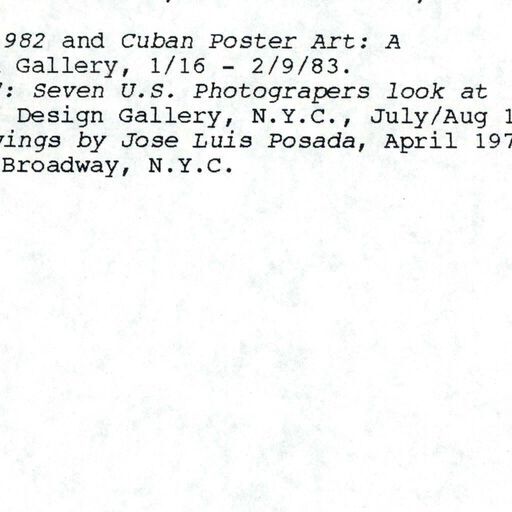 982 and Cuban Poster Art: A
Gallery, 1/16 - 2/9/83.
: Seven U.S. Photograpers look at
Design Gallery, N.Y.C., July/Aug 1
ings by Jose Luis Posada, April 197
Broadway, N.Y.C.